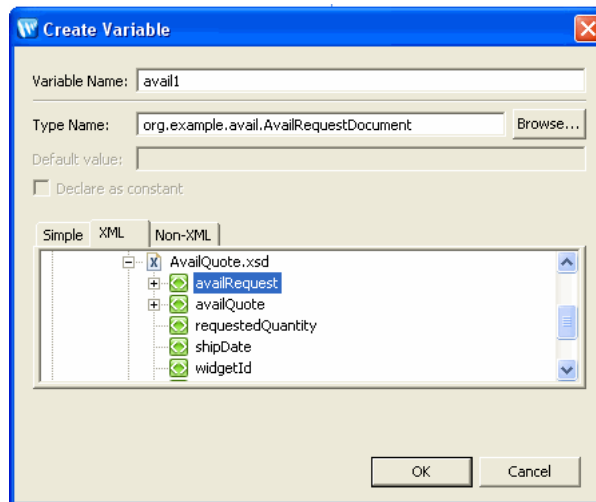 Create Variable
Variable Name: avail1
Type Name: org.example.avail.AvailRequestDocument Browse...
Default value:
Declare as constant
Simple XML Non-XML
AvailQuote.xsd
availRequest
availQuote
requestedQuantity
shipDate
widgetId
OK Cancel